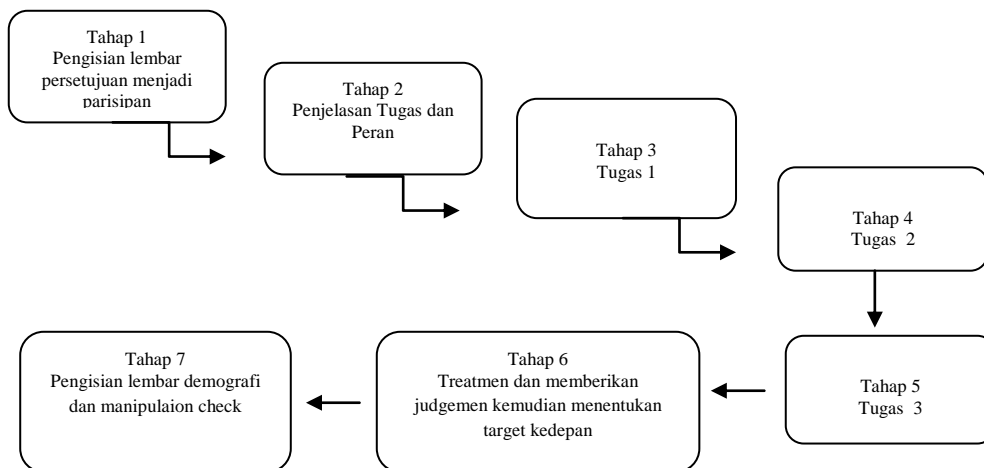 Tahap 1
Pengisian lembar
persetujuan menjadi
parisipan
Tahap 2
Penjelasan Tugas dan
Peran
Tahap 3
Tugas 1
Tahap 4
Tugas 2
Tahap 5
Tugas 3
Tahap 6
Treatmen dan memberikan
judgemen kemudian menentukan
target kedepan
Tahap 7
Pengisian lembar demografi
dan manipulaion check